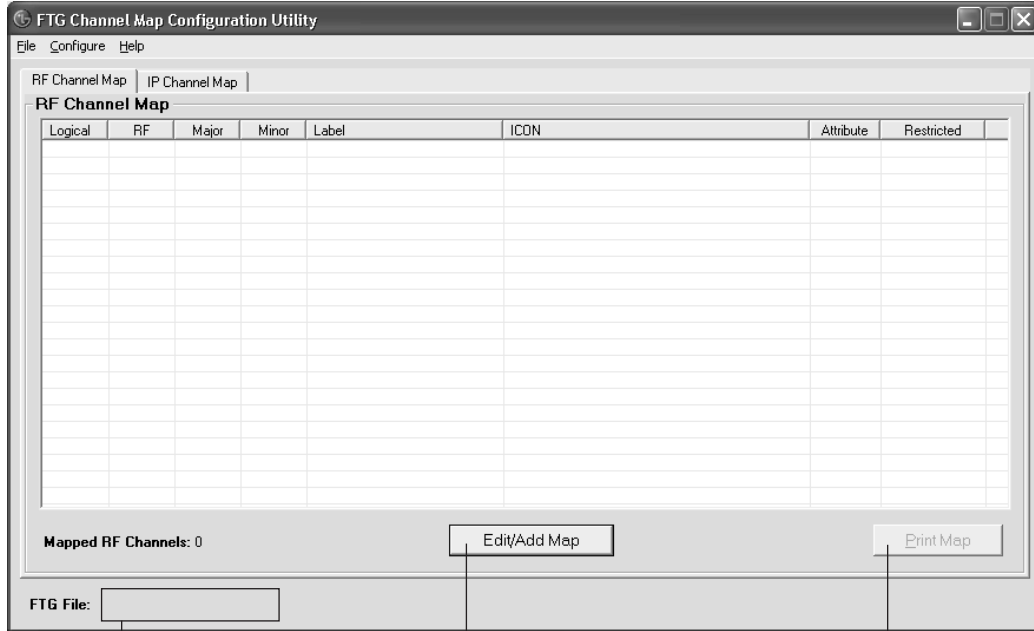 FTG Channel Map Configuration Utility
File Configure Help
RF Channel Map IP Channel Map
RF Channel Map
Logical RF Major Minor Label ICON Attribute Restricted
Mapped RF Channels: 0 Edit/Add Map Print Map
FTG File: